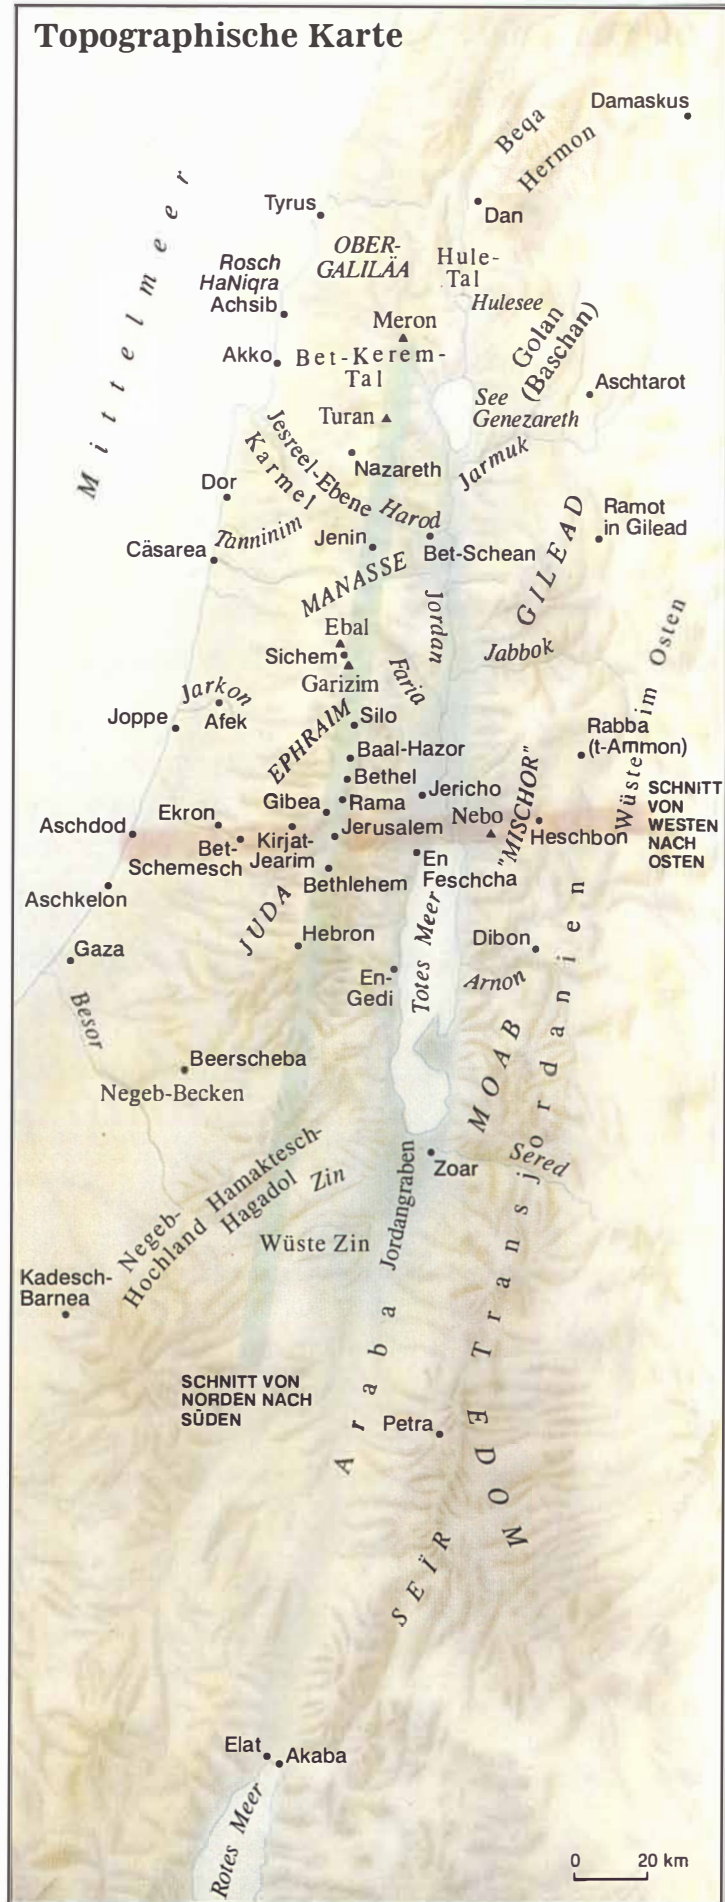 Topographische Karte
Damaskus
Beqa
Hermon
Mittelmeer
Tyrus
Dan
OBER-
GALILÄA
Hule-
Tal
Rosch
HaNiqra
Achsib
Hulesee
Meron
Golan
(Baschan)
Akko
Bet-Kerem-
Tal
See
Genezareth
Aschtarot
Turan
Jesreel-Ebene
Karmel
Nazareth
Jarmuk
Dor
Harod
Ramot
in Gilead
Tanninim
Jenin
Bet-Schean
GILEAD
Cäsarea
MANASSE
Jordan
Ebal
Sichem
Garizim
Faria
Jabbok
Jarkon
Joppe
Afek
EPHRAIM
Silo
Rabba
(t-Ammon)
Wüste im Osten
Baal-Hazor
Bethel
Jericho
"MISCHOR"
SCHNITT
VON
WESTEN
NACH
OSTEN
Gibea
Rama
Nebo
Ekron
Aschdod
Jerusalem
Heschbon
Bet-
Schemesch
Kirjat-
Jearim
En
Feschcha
Bethlehem
Aschkelon
JUDA
Totes Meer
Hebron
Dibon
Gaza
En-
Gedi
Arnon
Besor
Beerscheba
Negeb-Becken
MOAB
Transjordanien
Zoar
Sered
Jordangraben
Negeb-
Hochland
Hamaktesch-
Hagadol
Zin
Wüste Zin
Kadesch-
Barnea
Araba
SCHNITT VON
NORDEN NACH
SÜDEN
Petra
EDOM
SEÏR
Elat
Akaba
Rotes Meer
0 20 km